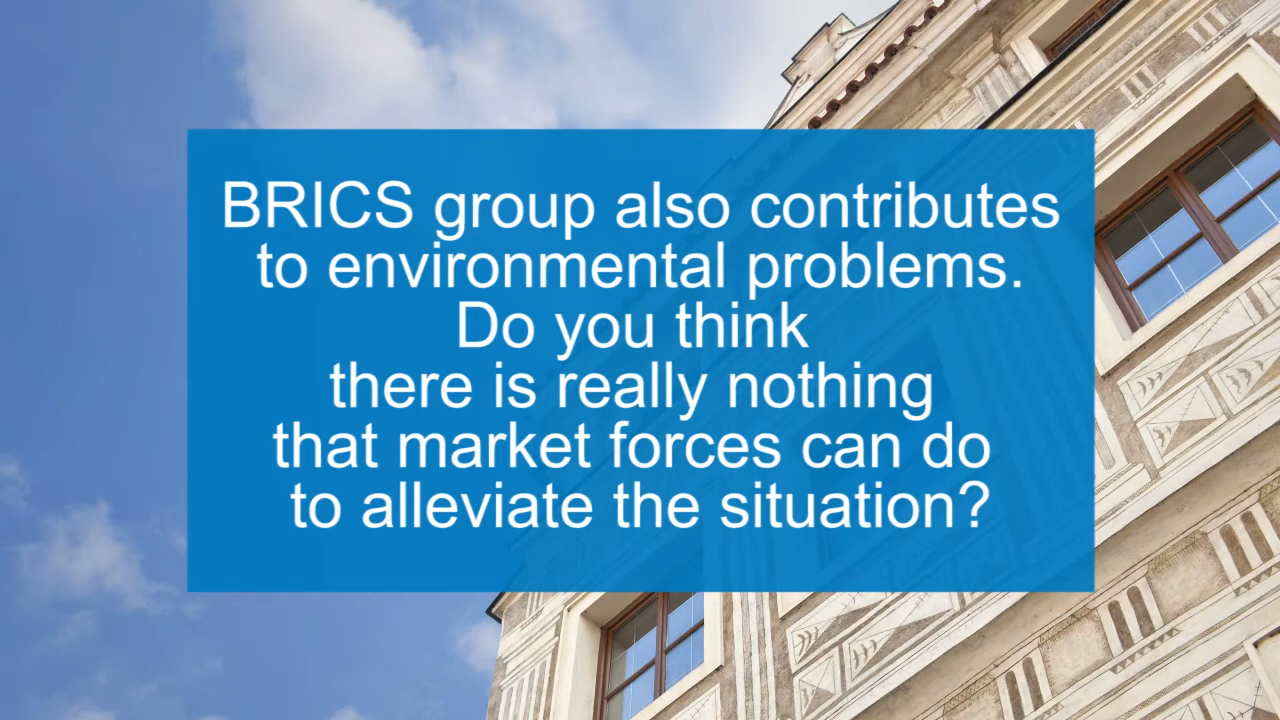 BRICS group also contributes
to environmental problems.
Do you think
there is really nothing
that market forces can do
to alleviate the situation?